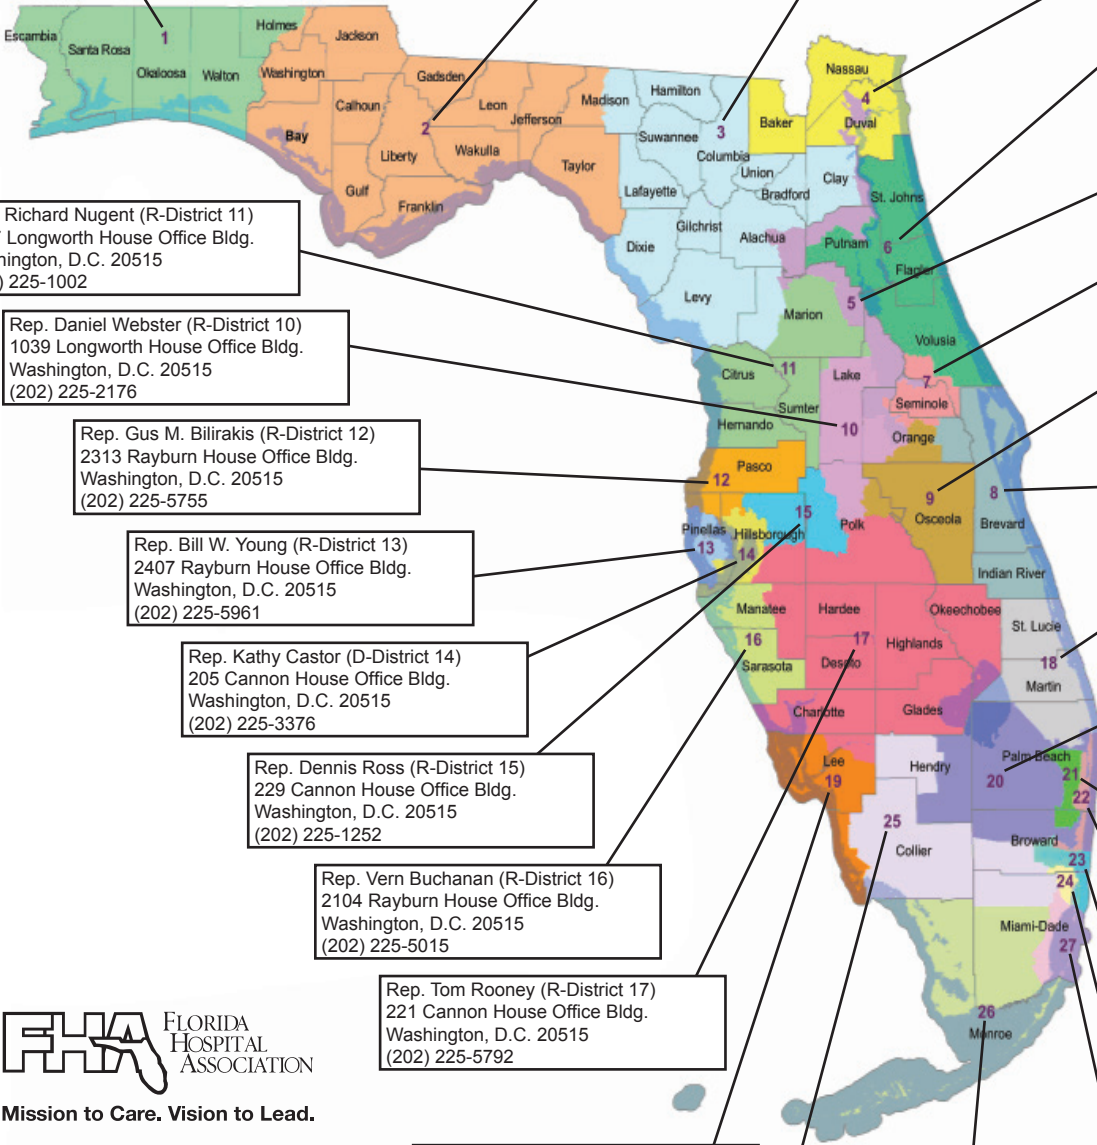 Escambia
Santa Rosa
1
Okaloosa
Walton
Holmes
Washington
Jackson
Bay
Calhoun
Gulf
Gadsden
Liberty
2
Leon
Wakulla
Franklin
Jefferson
Madison
Taylor
Hamilton
Suwannee
3
Columbia
Lafayette
Union
Bradford
Gilchrist
Dixie
Alachua
Levy
Baker
Nassau
4
Duval
Clay
St. Johns
Putnam
6
Flagler
5
Marion
Volusia
11
Citrus
Sumter
Hernando
Lake
7
Seminole
10
Orange
Pasco
12
15
Pinellas
Hillsborough
13
14
Polk
9
Osceola
8
Brevard
Indian River
Manatee
Hardee
Okeechobee
16
17
Highlands
Sarasota
Desoto
St. Lucie
18
Martin
Charlotte
Glades
Lee
19
Hendry
Palm Beach
20
21
22
25
Collier
Broward
23
24
Miami-Dade
27
26
Monroe
Richard Nugent (R-District 11)
Longworth House Office Bldg.
hington, D.C. 20515
) 225-1002
Rep. Daniel Webster (R-District 10)
1039 Longworth House Office Bldg.
Washington, D.C. 20515
(202) 225-2176
Rep. Gus M. Bilirakis (R-District 12)
2313 Rayburn House Office Bldg.
Washington, D.C. 20515
(202) 225-5755
Rep. Bill W. Young (R-District 13)
2407 Rayburn House Office Bldg.
Washington, D.C. 20515
(202) 225-5961
Rep. Kathy Castor (D-District 14)
205 Cannon House Office Bldg.
Washington, D.C. 20515
(202) 225-3376
Rep. Dennis Ross (R-District 15)
229 Cannon House Office Bldg.
Washington, D.C. 20515
(202) 225-1252
Rep. Vern Buchanan (R-District 16)
2104 Rayburn House Office Bldg.
Washington, D.C. 20515
(202) 225-5015
Rep. Tom Rooney (R-District 17)
221 Cannon House Office Bldg.
Washington, D.C. 20515
(202) 225-5792
FHA
FLORIDA
HOSPITAL
ASSOCIATION
Mission to Care. Vision to Lead.